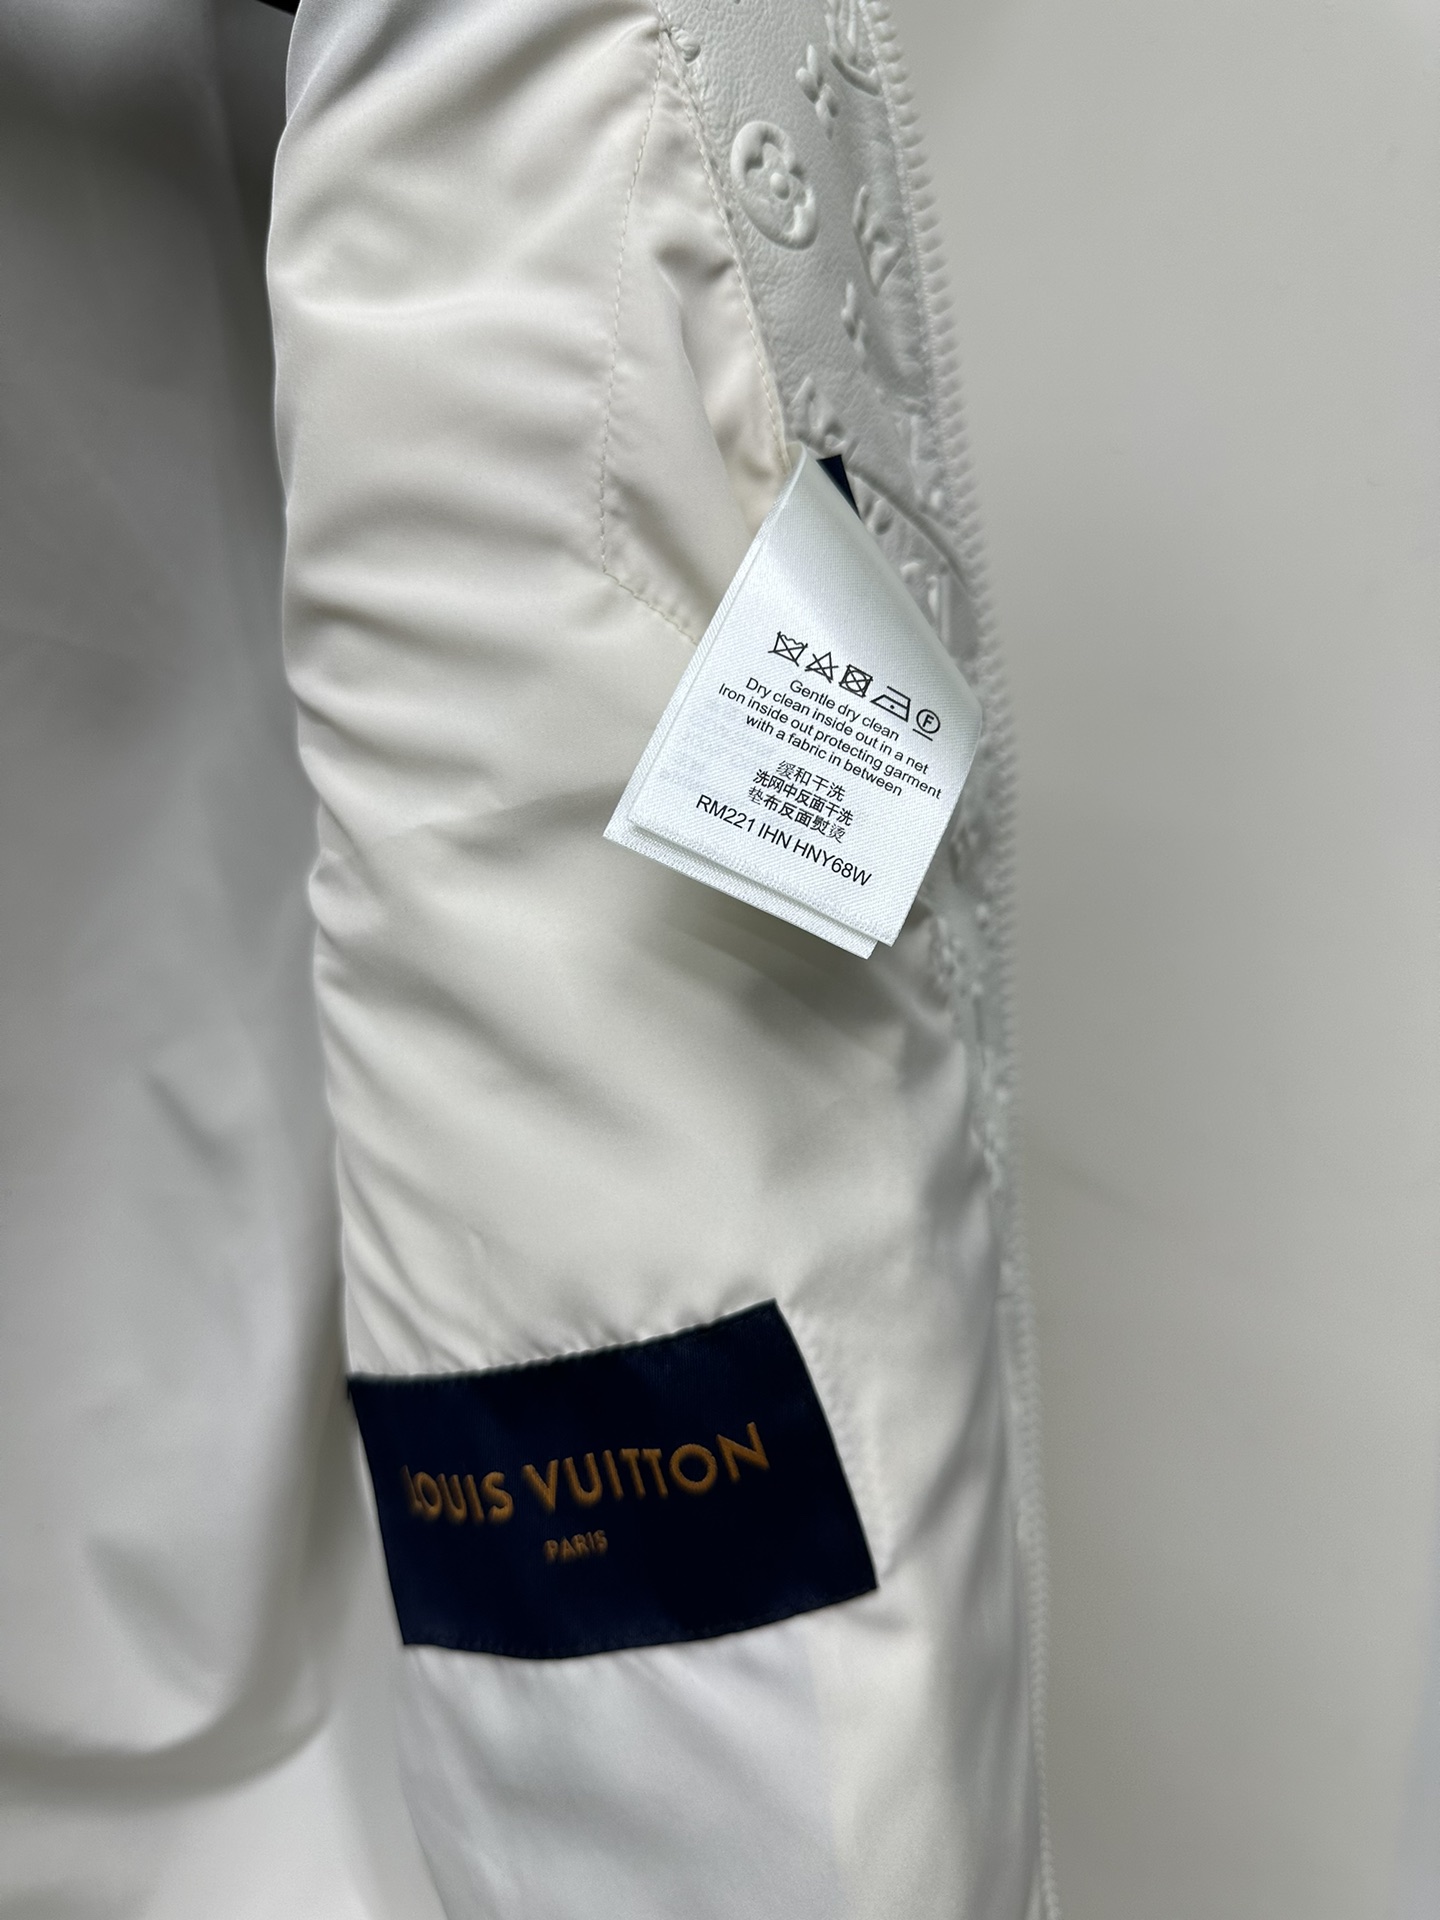 F
Gentle dry clean
Dry clean inside out in a net
Iron inside out protecting garment
with a fabric in between
缓和干洗
洗网中反面干洗
垫布反面熨烫
RM221 IHN HNY68W
LOUIS VUITTON
PARIS